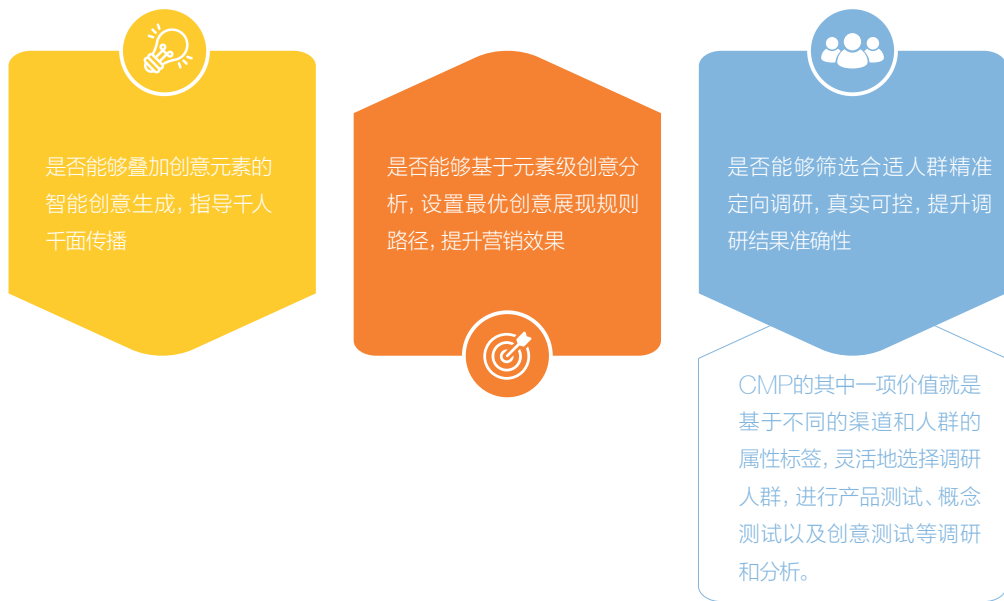 是否能够叠加创意元素的
智能创意生成，指导千人
千面传播
是否能够基于元素级创意分
析，设置最优创意展现规则
路径，提升营销效果
是否能够筛选合适人群精准
定向调研，真实可控，提升调
研结果准确性
CMP的其中一项价值就是
基于不同的渠道和人群的
属性标签，灵活地选择调研
人群，进行产品测试、概念
测试以及创意测试等调研
和分析。